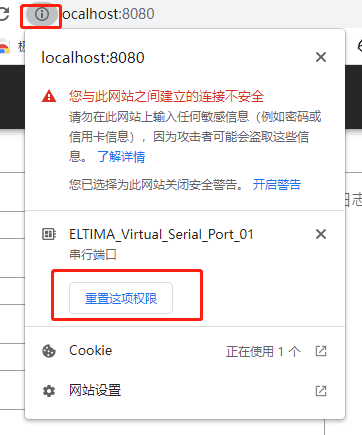 localhost:8080
localhost:8080
您与此网站之间建立的连接不安全
请勿在此网站上输入任何敏感信息（例如密码或
信用卡信息），因为攻击者可能会盗取这些信
息。 了解详情
您已选择为此网站关闭安全警告。 开启警告
ELTIMA_Virtual_Serial_Port_01
串行端口
重置这项权限
Cookie
正在使用 1 个
网站设置